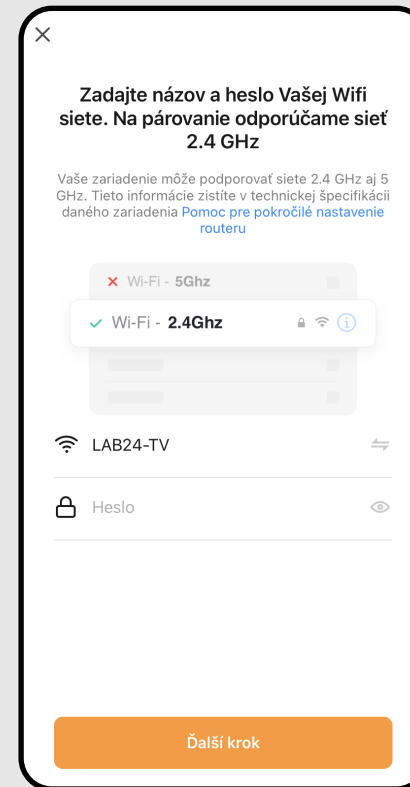 Zadajte názov a heslo Vašej Wifi
siete. Na párovanie odporúčame sieť
2.4 GHz
Vaše zariadenie môže podporovať siete 2.4 GHz aj 5
GHz. Tieto informácie zistíte v technickej špecifikácii
daného zariadenia Pomoc pre pokročilé nastavenie
routeru
Wi-Fi - 5Ghz
Wi-Fi - 2.4Ghz
LAB24-TV
Heslo
Ďalší krok